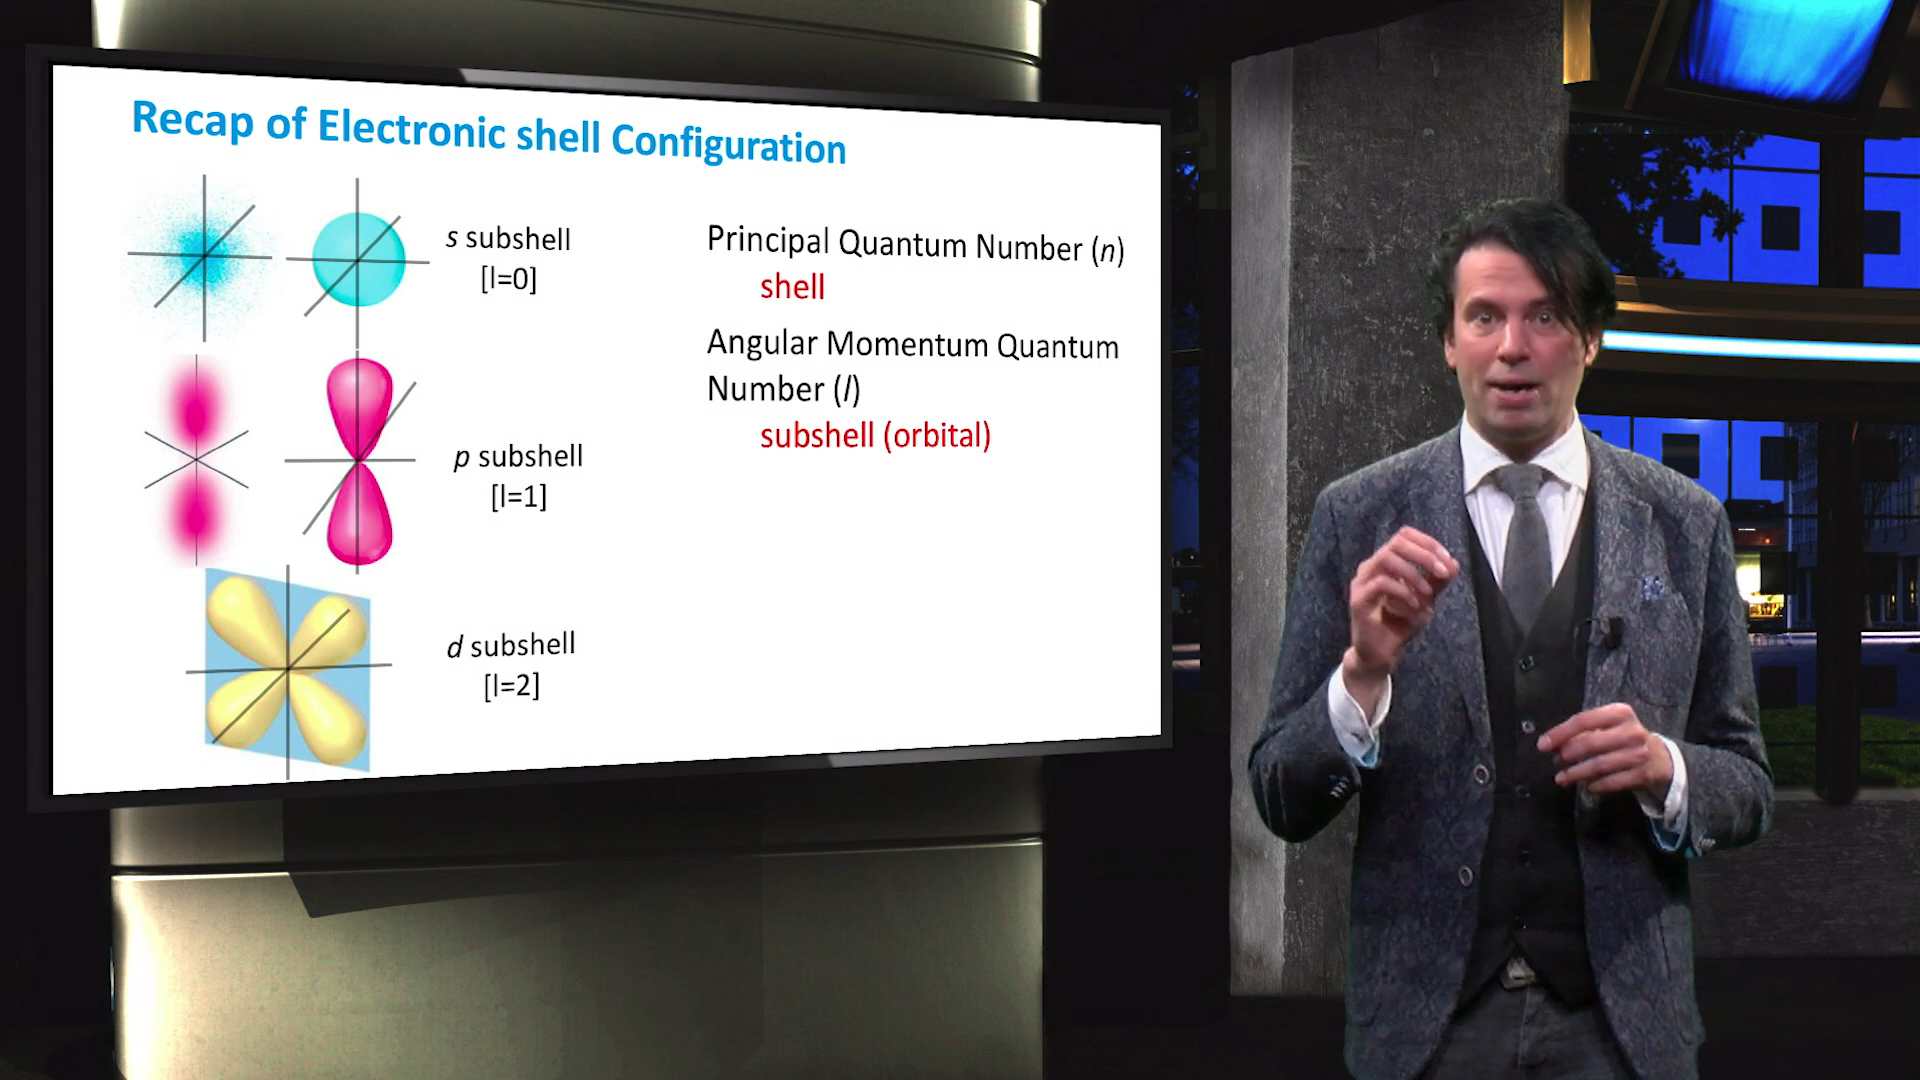 Recap of Electronic shell Configuration
s subshell
[l=0]
p subshell
[l=1]
d subshell
[l=2]
Principal Quantum Number (n)
shell
Angular Momentum Quantum
Number (l)
subshell (orbital)